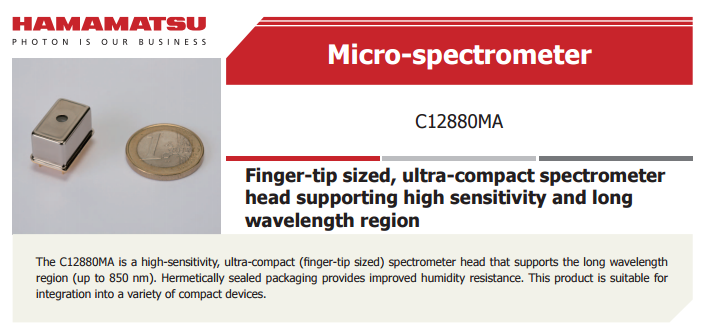 HAMAMATSU
PHOTON IS OUR BUSINESS
Micro-spectrometer
C12880MA
Finger-tip sized, ultra-compact spectrometer
head supporting high sensitivity and long
wavelength region
The C12880MA is a high-sensitivity, ultra-compact (finger-tip sized) spectrometer head that supports the long wavelength
region (up to 850 nm). Hermetically sealed packaging provides improved humidity resistance. This product is suitable for
integration into a variety of compact devices.